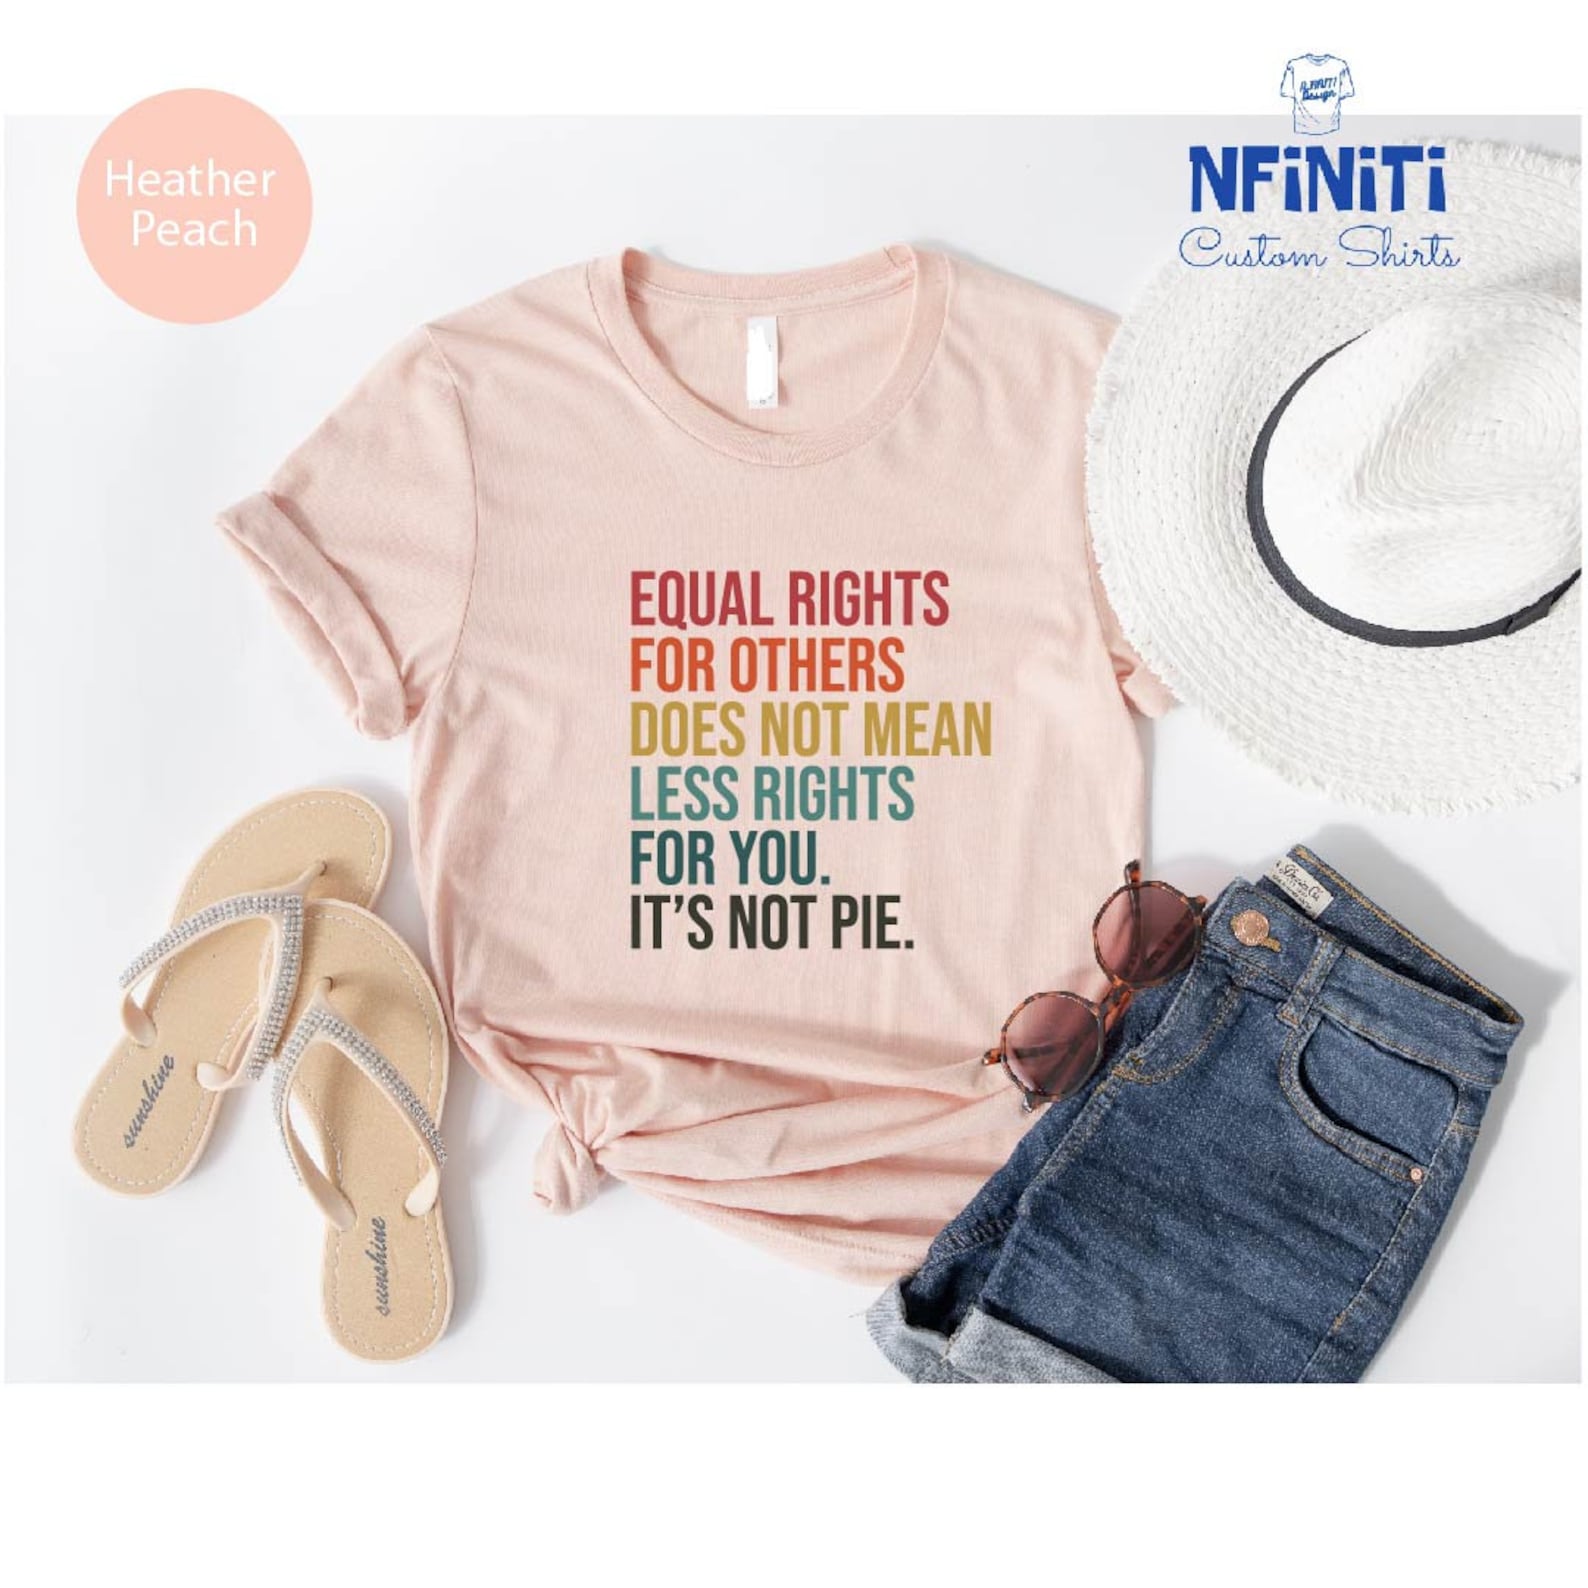 Heather
Peach
NFiNiTi
Custom Shirts
EQUAL RIGHTS
FOR OTHERS
DOES NOT MEAN
LESS RIGHTS
FOR YOU.
IT'S NOT PIE.
sunshine
sunshine